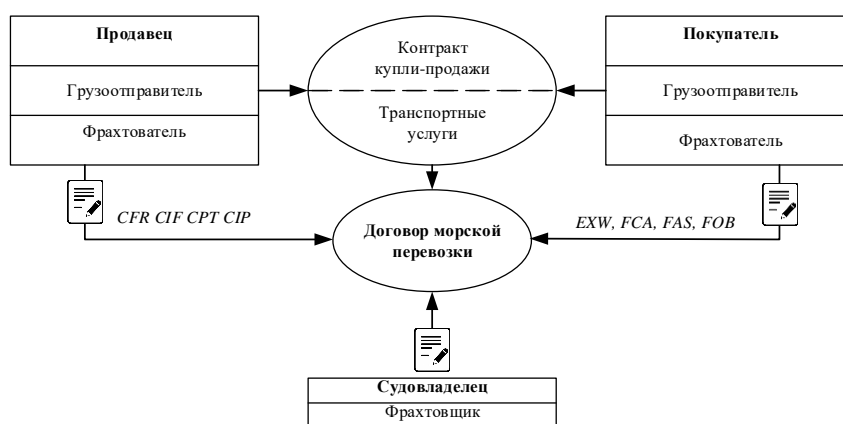 Продавец
Грузоотправитель
Фрахтователь
Контракт
купли-продажи
Транспортные
услуги
Покупатель
Грузоотправитель
Фрахтователь
CFR CIF CPT CIP
Договор морской
перевозки
EXW, FCA, FAS, FOB
Судовладелец
Фрахтовщик